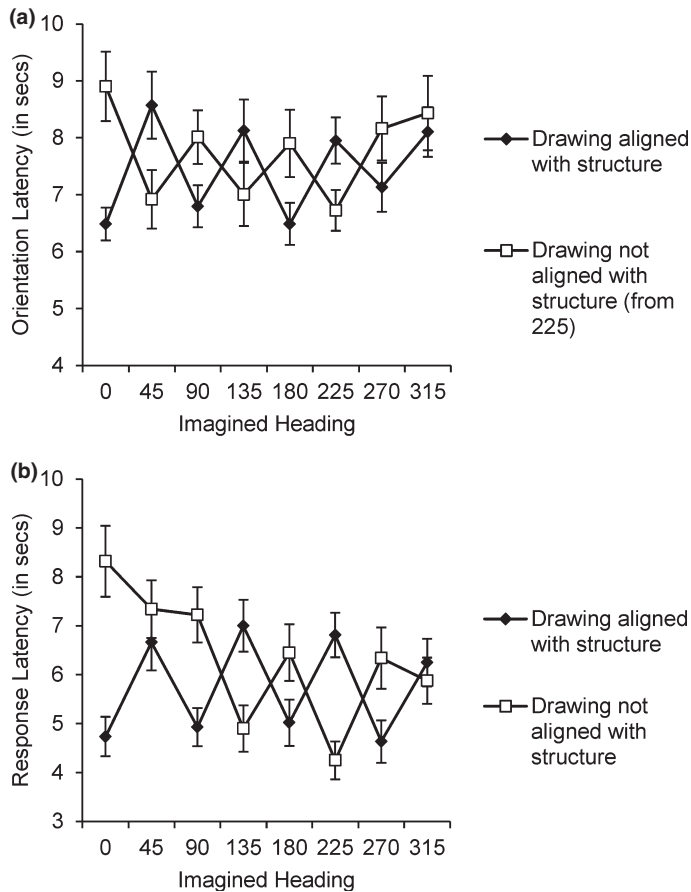 (a)
10
9
8
7
6
5
4
Orientation Latency (in secs)
0 45 90 135 180 225 270 315
Imagined Heading
Drawing aligned
with structure
Drawing not
aligned with
structure (from
225)
(b)
10
9
8
7
6
5
4
3
Response Latency (in secs)
0 45 90 135 180 225 270 315
Imagined Heading
Drawing aligned
with structure
Drawing not
aligned with
structure